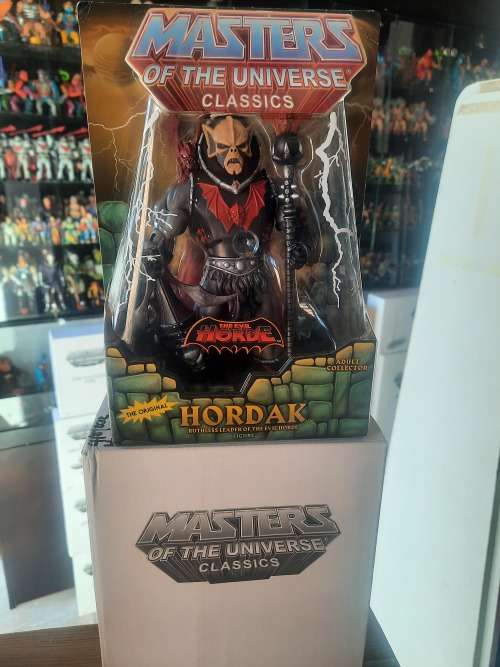 MASTERS
OF THE UNIVERSE
CLASSICS
THE EVIL
HORDE
ADULT
COLLECTOR
THE ORIGINAL
HORDAK
RUTHLESS LEADER OF THE EVIL HORDE
FIGURE
MASTERS
OF THE UNIVERSE
CLASSICS